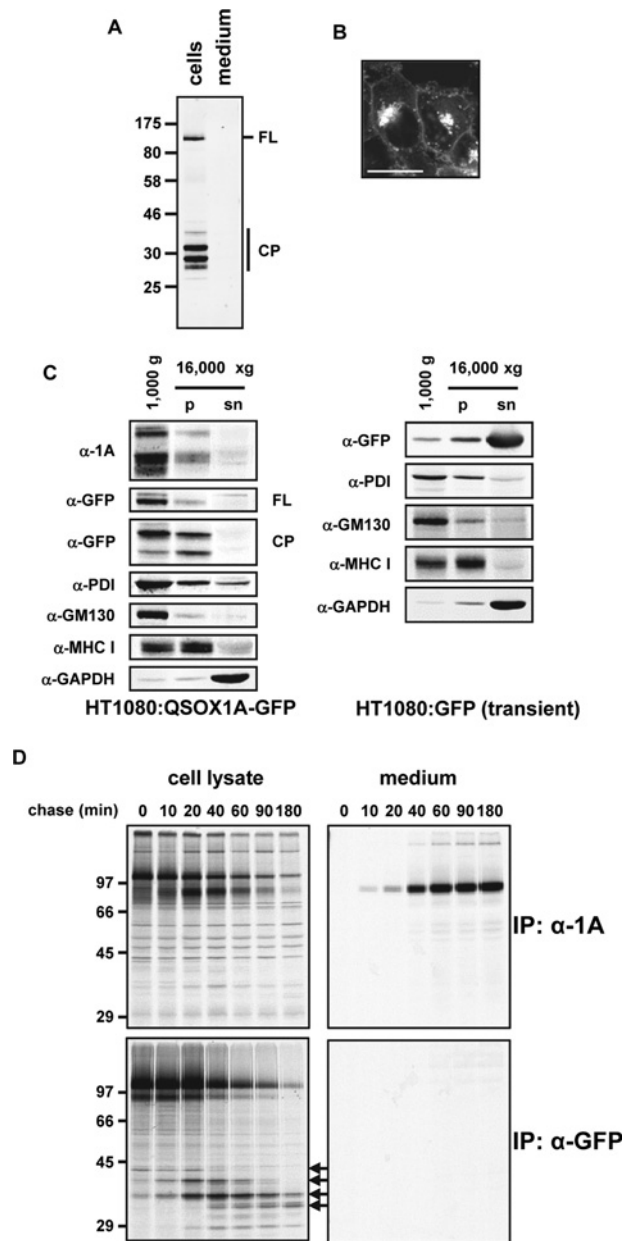 A
cells
medium
175
80
58
46
30
25
FL
CP
B
C
1,000 g
16,000 xg
p
sn
α-1A
α-GFP
FL
α-GFP
CP
α-PDI
α-GM130
α-MHC I
α-GAPDH
HT1080:QSOX1A-GFP
1,000 g
16,000 xg
p
sn
α-GFP
α-PDI
α-GM130
α-MHC I
α-GAPDH
HT1080:GFP (transient)
D
cell lysate
medium
chase (min)
0 10 20 40 60 90 180
0 10 20 40 60 90 180
97
66
45
29
IP: α-1A
97
66
45
29
IP: α-GFP